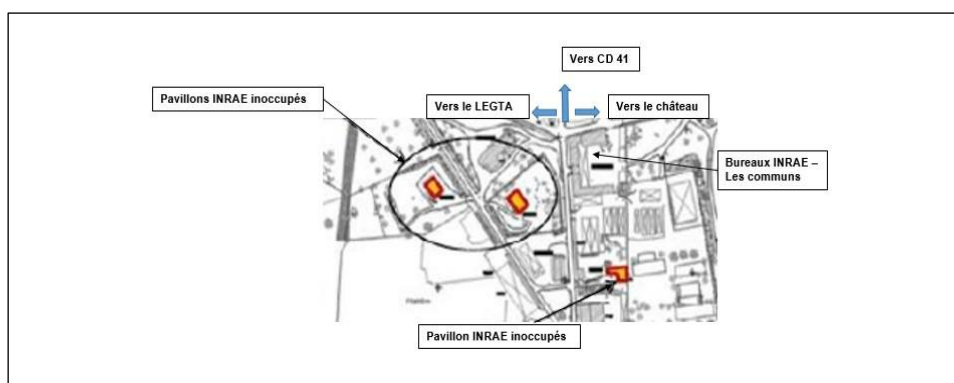 Vers CD 41
Pavillons INRAE inoccupés
Vers le LEGTA
Vers le château
Bureaux INRAE –
Les communs
Pavillon INRAE inoccupés